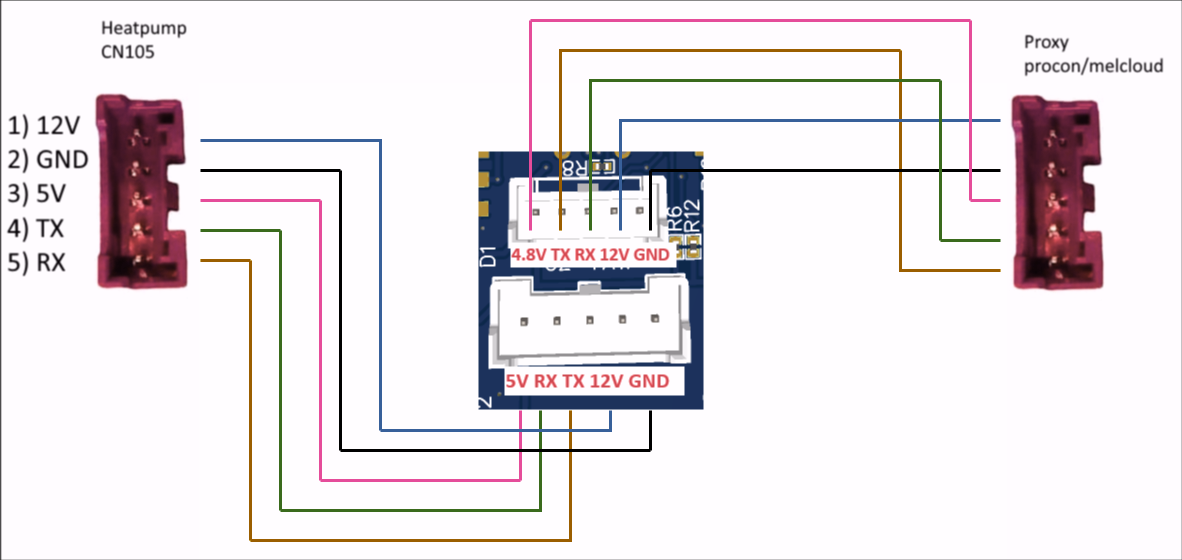 Heatpump
CN105
Proxy
procon/melcloud
1) 12V
2) GND
3) 5V
4) TX
5) RX
R8
R6
R12
D1
4.8V TX RX 12V GND
5V RX TX 12V GND
2